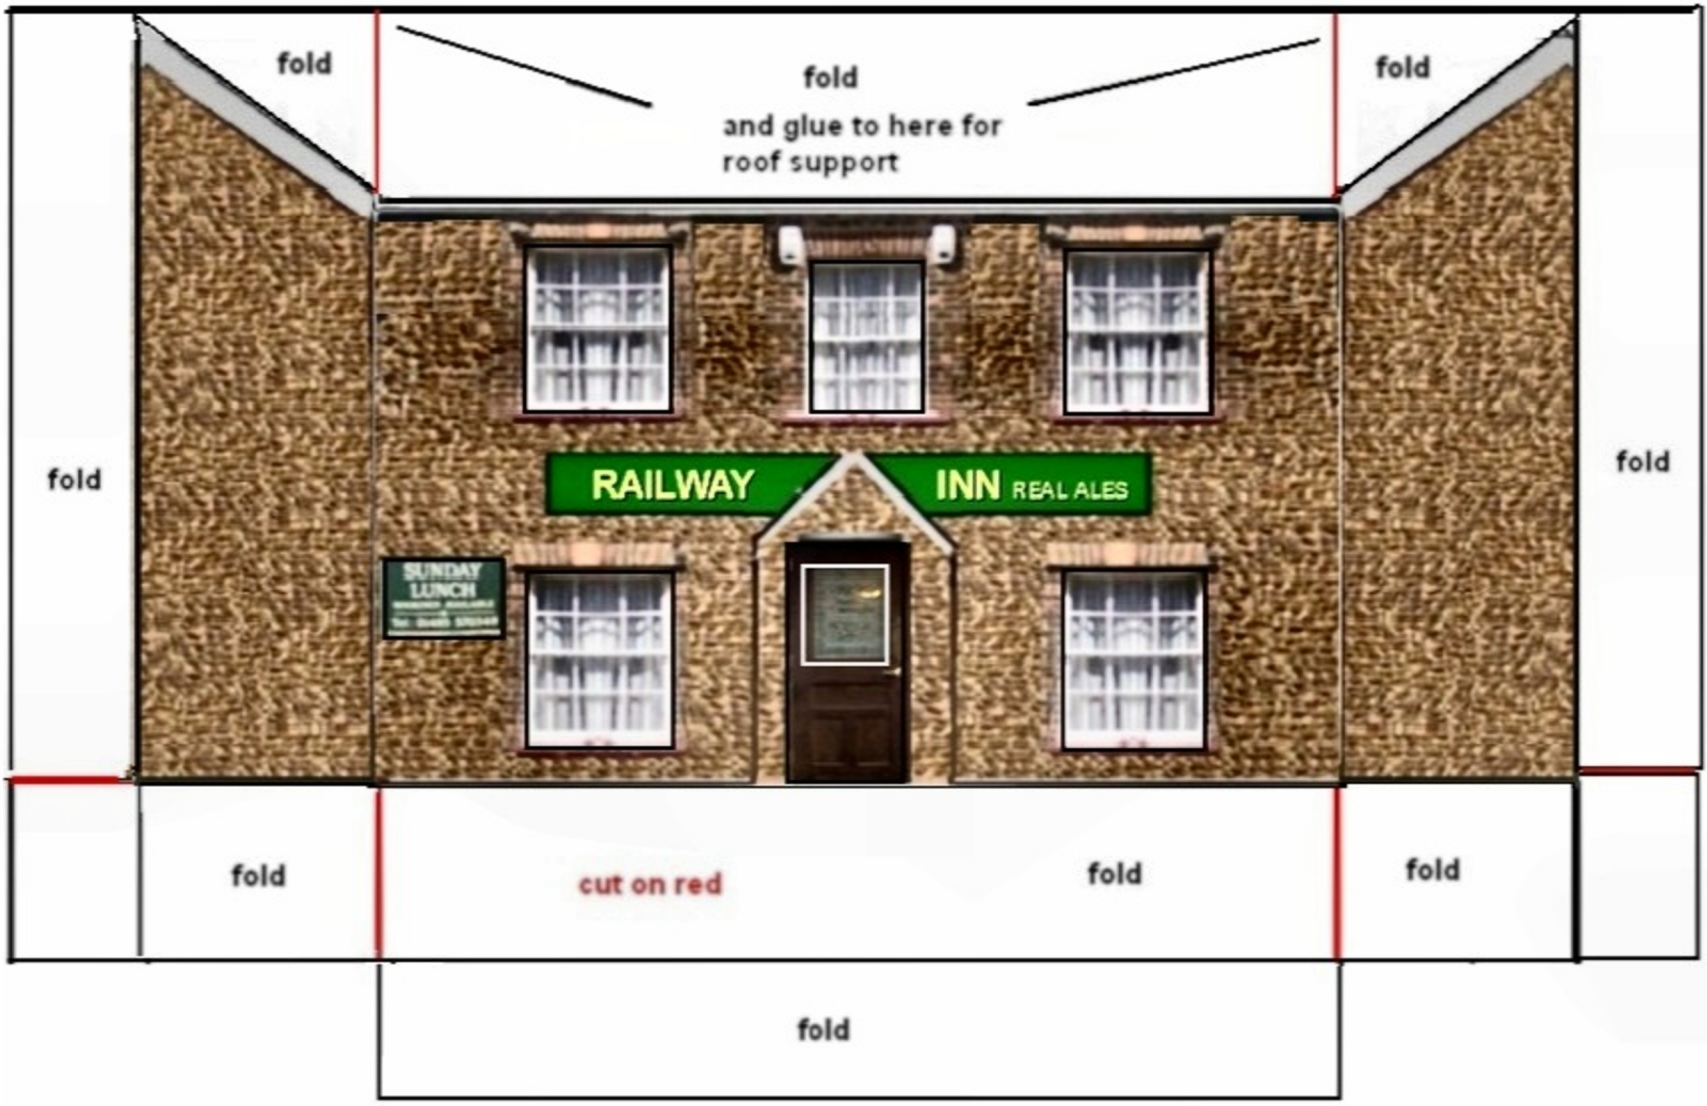 fold
fold
fold
and glue to here for
roof support
RAILWAY INN REAL ALES
fold
fold
SUNDAY
LUNCH
fold
cut on red
fold
fold
fold